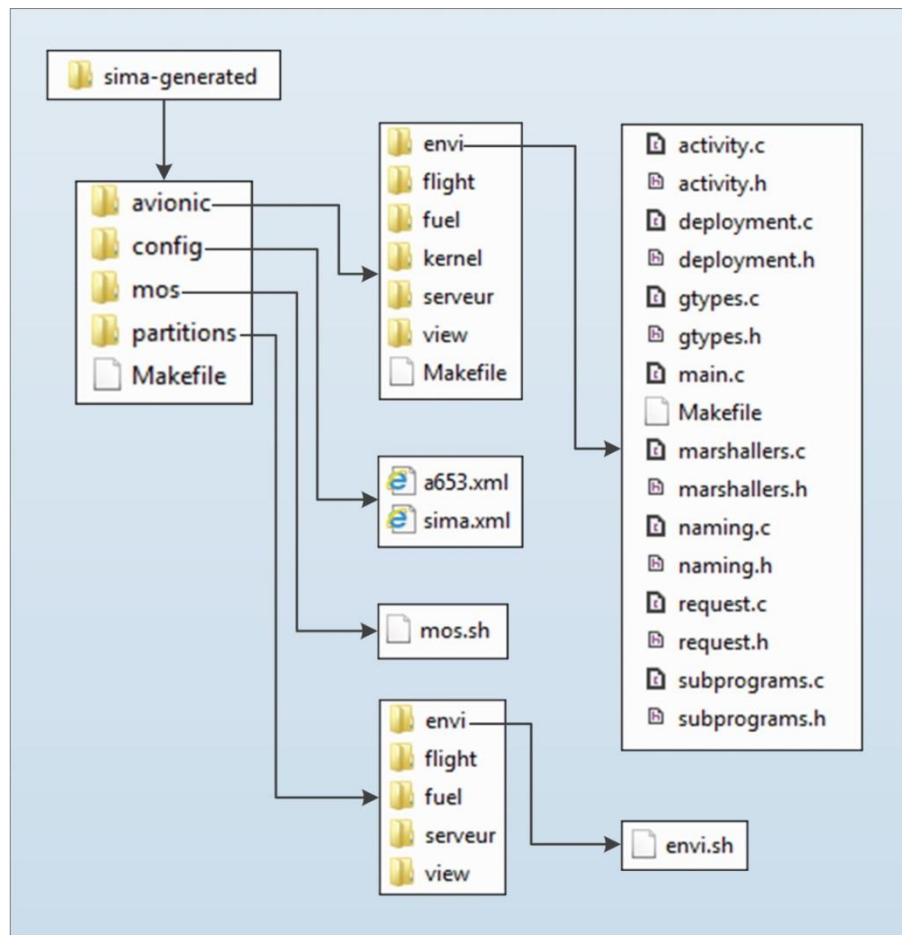 sima-generated
avionic
config
mos
partitions
Makefile
envi
flight
fuel
kernel
serveur
view
Makefile
a653.xml
sima.xml
mos.sh
envi
flight
fuel
serveur
view
activity.c
activity.h
deployment.c
deployment.h
gtypes.c
gtypes.h
main.c
Makefile
marshallers.c
marshallers.h
naming.c
naming.h
request.c
request.h
subprograms.c
subprograms.h
envi.sh